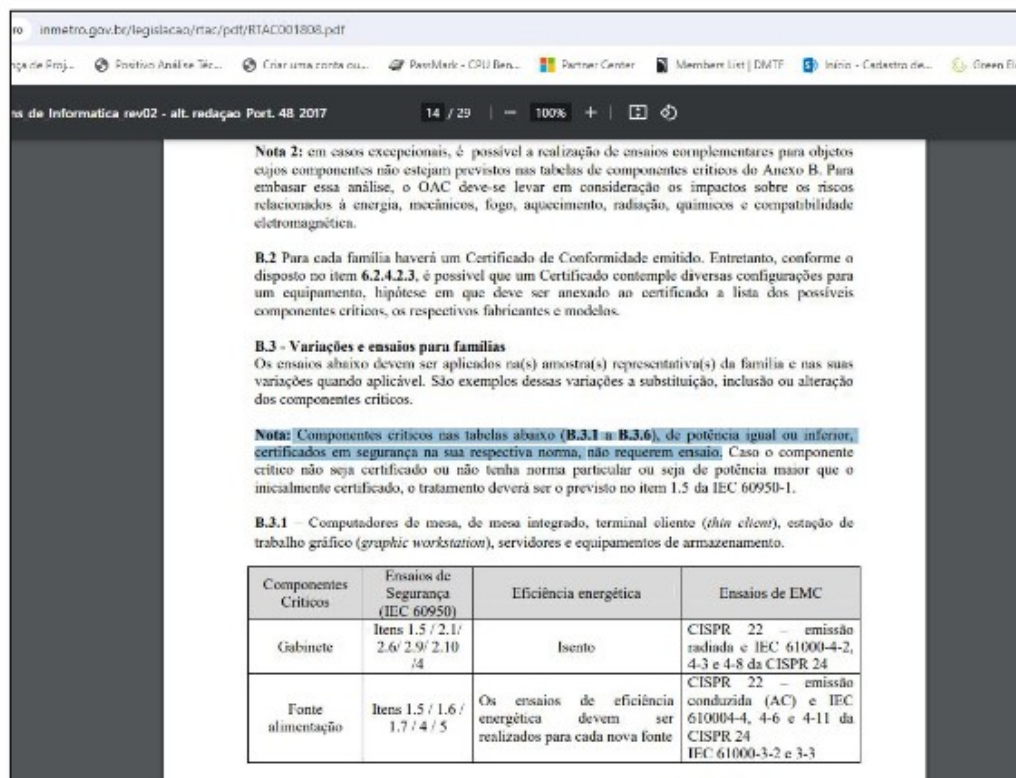 ro inmetro.gov.br/legislacao/rtac/pdf/RTAC001808.pdf
nça de Proj... Positivo Análise Téc... Criar uma conta ou... PassMark - CPU Ben... Partner Center Members List | DMTF Início - Cadastro de... Green El
ns de Informatica rev02 - alt. redaçao Port. 48 2017 14 / 29 — 100% +
Nota 2: em casos excepcionais, é possível a realização de ensaios complementares para objetos
cujos componentes não estejam previstos nas tabelas de componentes críticos do Anexo B. Para
embasar essa análise, o OAC deve-se levar em consideração os impactos sobre os riscos
relacionados à energia, mecânicos, fogo, aquecimento, radiação, químicos e compatibilidade
eletromagnética.
B.2 Para cada família haverá um Certificado de Conformidade emitido. Entretanto, conforme o
disposto no item 6.2.4.2.3, é possível que um Certificado contemple diversas configurações para
um equipamento, hipótese em que deve ser anexado ao certificado a lista dos possíveis
componentes críticos, os respectivos fabricantes e modelos.
B.3 - Variações e ensaios para famílias
Os ensaios abaixo devem ser aplicados na(s) amostra(s) representativa(s) da família e nas suas
variações quando aplicável. São exemplos dessas variações a substituição, inclusão ou alteração
dos componentes críticos.
Nota: Componentes críticos nas tabelas abaixo (B.3.1 a B.3.6), de potência igual ou inferior,
certificados em segurança na sua respectiva norma, não requerem ensaio. Caso o componente
crítico não seja certificado ou não tenha norma particular ou seja de potência maior que o
inicialmente certificado, o tratamento deverá ser o previsto no item 1.5 da IEC 60950-1.
B.3.1 – Computadores de mesa, de mesa integrado, terminal cliente (thin client), estação de
trabalho gráfico (graphic workstation), servidores e equipamentos de armazenamento.
Componentes
Críticos
Ensaios de
Segurança
(IEC 60950)
Eficiência energética
Ensaios de EMC
Gabinete
Itens 1.5 / 2.1/
2.6/ 2.9/ 2.10
/4
Isento
CISPR 22 – emissão
radiada e IEC 61000-4-2,
4-3 e 4-8 da CISPR 24
Fonte
alimentação
Itens 1.5 / 1.6 /
1.7 / 4 / 5
Os ensaios de eficiência
energética devem ser
realizados para cada nova fonte
CISPR 22 – emissão
conduzida (AC) e IEC
610004-4, 4-6 e 4-11 da
CISPR 24
IEC 61000-3-2 e 3-3